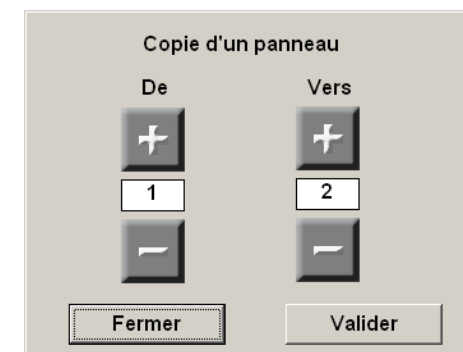 Copie d'un panneau
De Vers
+ +
1 2
− −
Fermer Valider